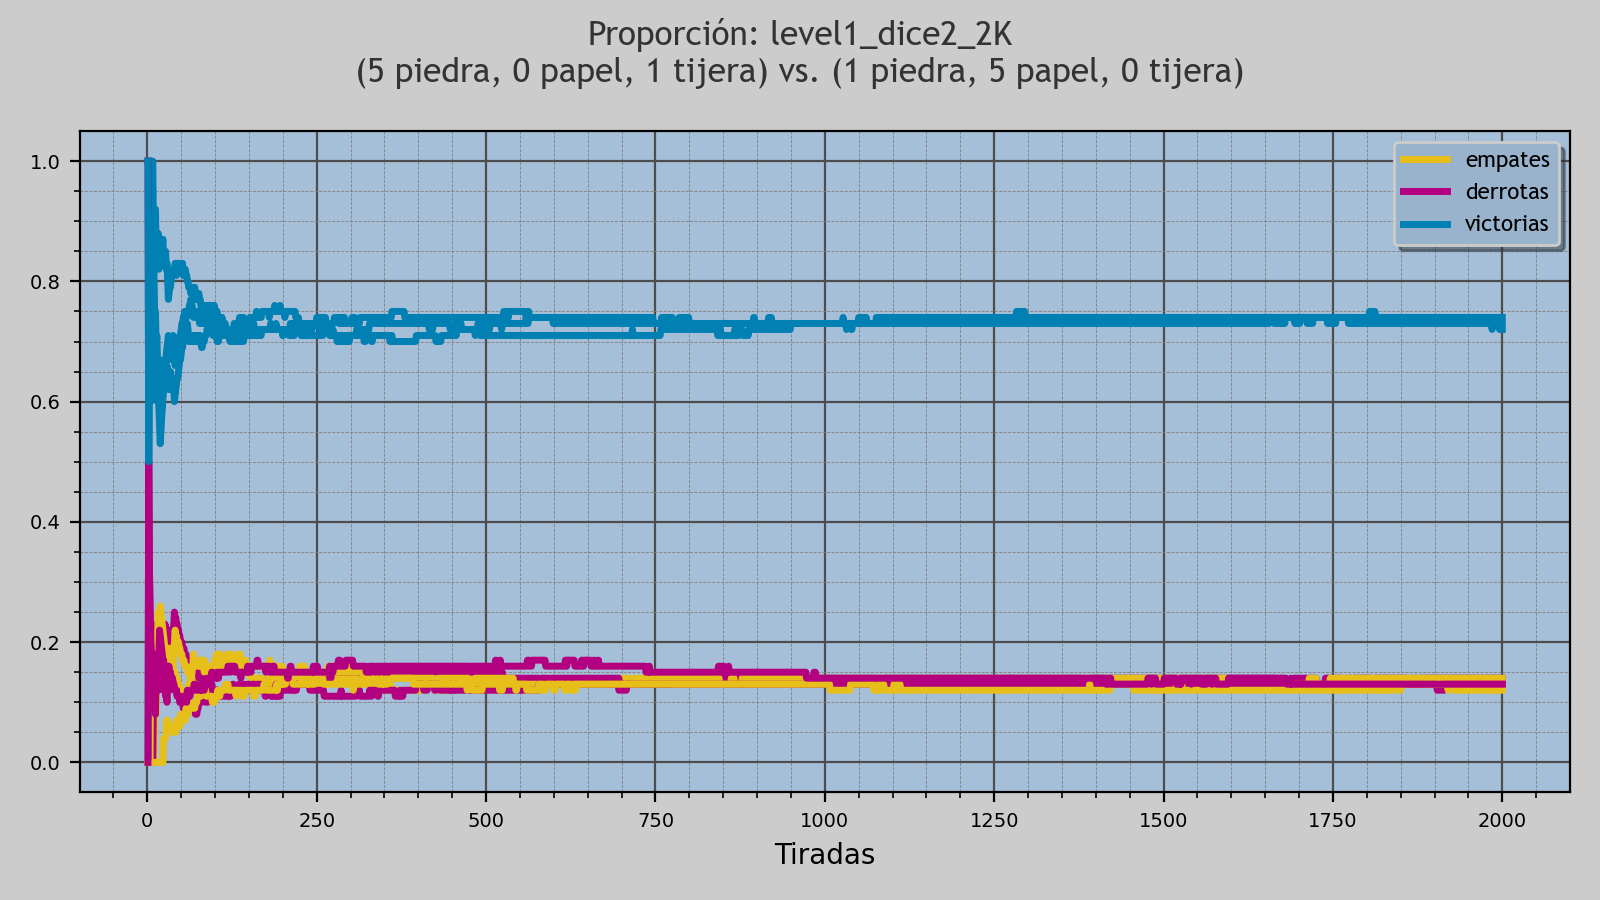 Proporción: level1_dice2_2K
(5 piedra, 0 papel, 1 tijera) vs. (1 piedra, 5 papel, 0 tijera)
1.0
0.8
0.6
0.4
0.2
0.0
empates
derrotas
victorias
0 250 500 750 1000 1250 1500 1750 2000
Tiradas